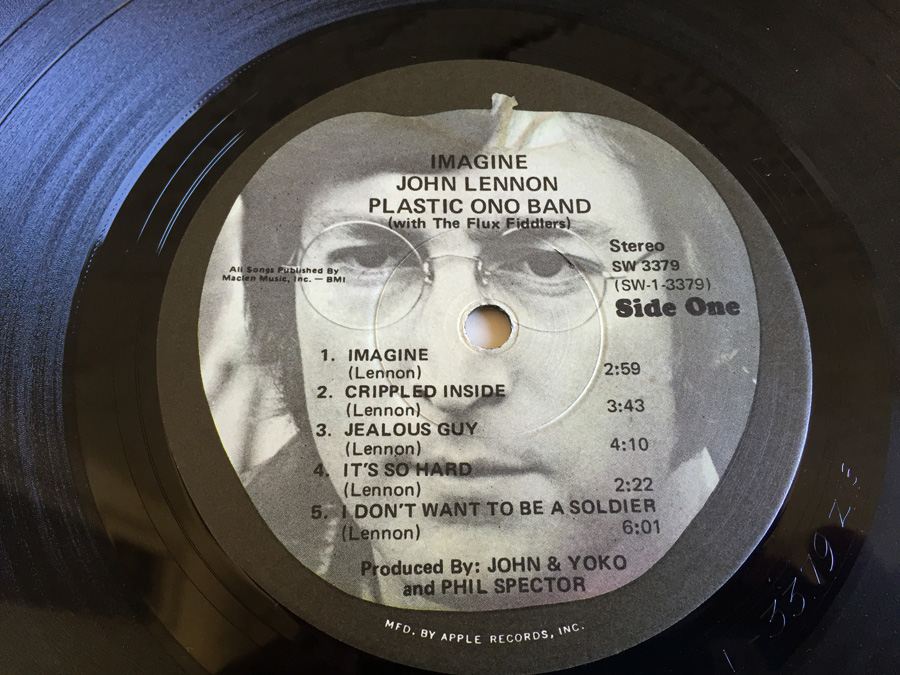 IMAGINE
JOHN LENNON
PLASTIC ONO BAND
(with The Flux Fiddlers)
All Songs Published By
Maclen Music, Inc. — BMI
Stereo
SW 3379
(SW-1-3379)
Side One
1. IMAGINE
(Lennon) 2:59
2. CRIPPLED INSIDE
(Lennon) 3:43
3. JEALOUS GUY
(Lennon) 4:10
4. IT'S SO HARD
(Lennon) 2:22
5. I DON'T WANT TO BE A SOLDIER
(Lennon) 6:01
Produced By: JOHN & YOKO
and PHIL SPECTOR
MFD. BY APPLE RECORDS, INC.